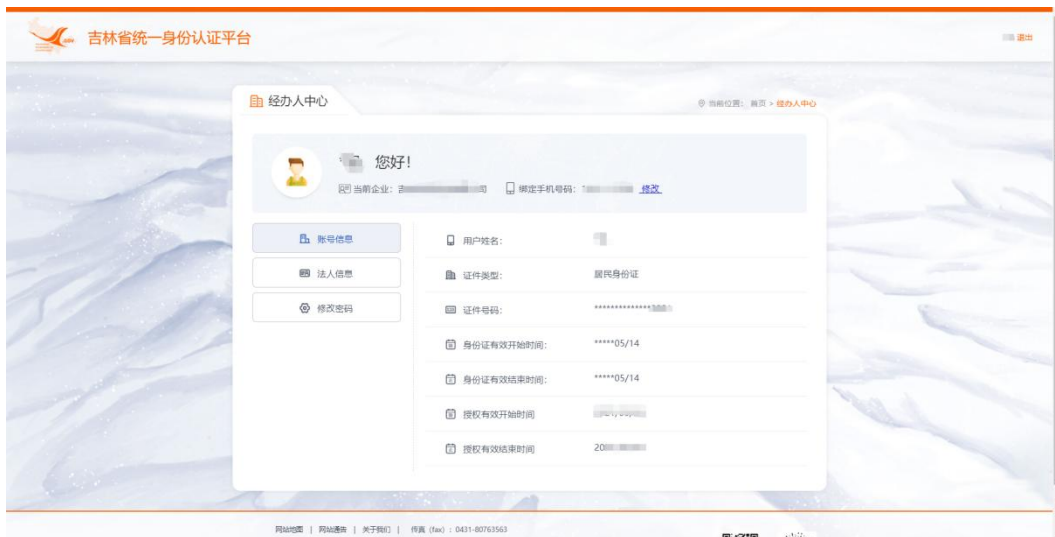 吉林省统一身份认证平台
退出
经办人中心
当前位置: 首页 > 经办人中心
您好!
当前企业: 司 绑定手机号码: 修改
账号信息
法人信息
修改密码
用户姓名:
证件类型: 居民身份证
证件号码: **************
身份证有效开始时间: *****05/14
身份证有效结束时间: *****05/14
授权有效开始时间
授权有效结束时间 20
网站地图 | 网站通告 | 关于我们 | 传真 (fax) : 0431-80763563